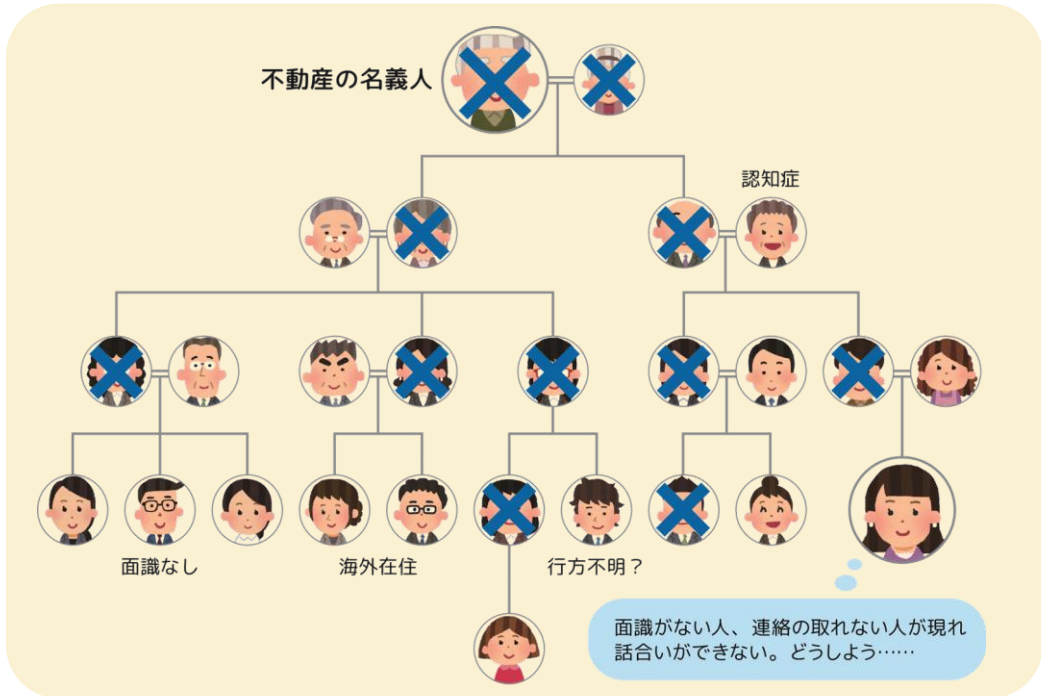 不動産の名義人
認知症
面識なし
海外在住
行方不明？
面識がない人、連絡の取れない人が現れ
話合いができない。どうしよう……